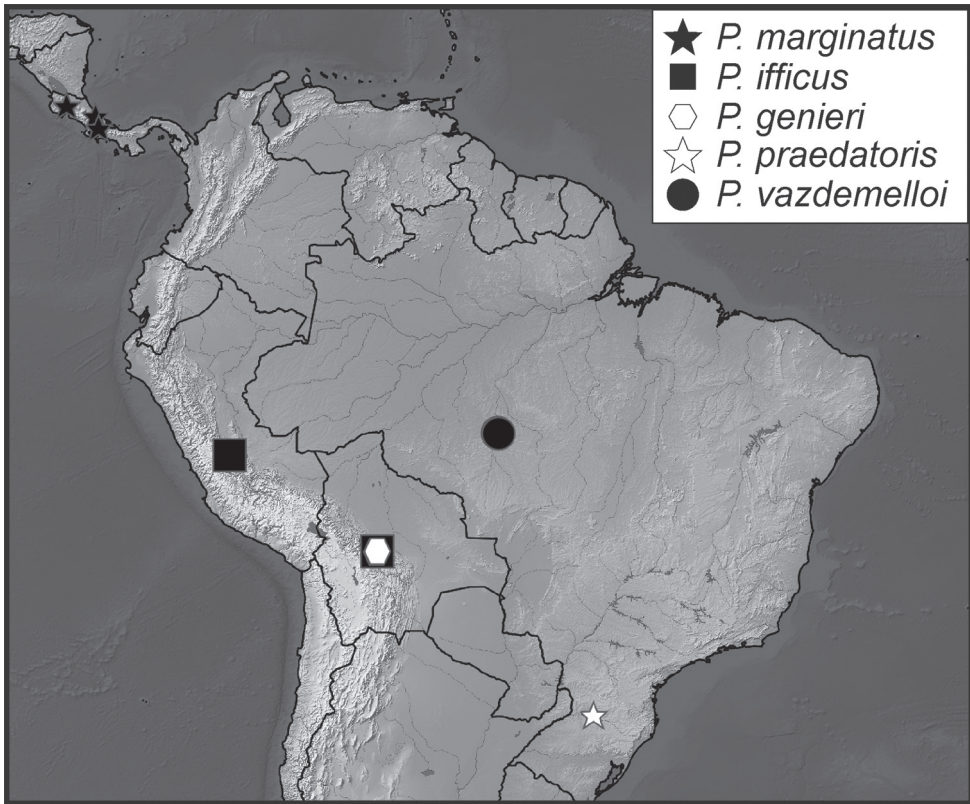 P. marginatus
P. ifficus
P. genieri
P. praedatoris
P. vazdemelloi